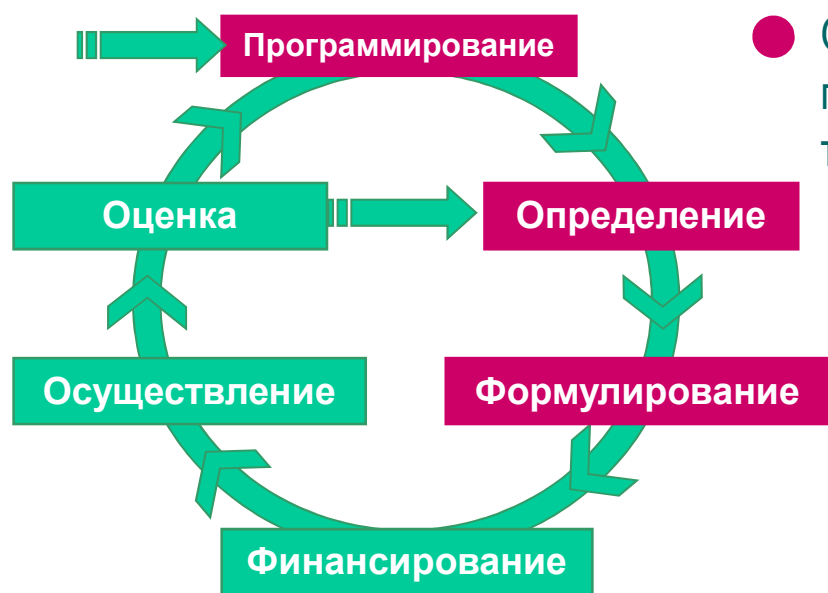 Программирование
Оценка
Определение
Осуществление
Формулирование
Финансирование